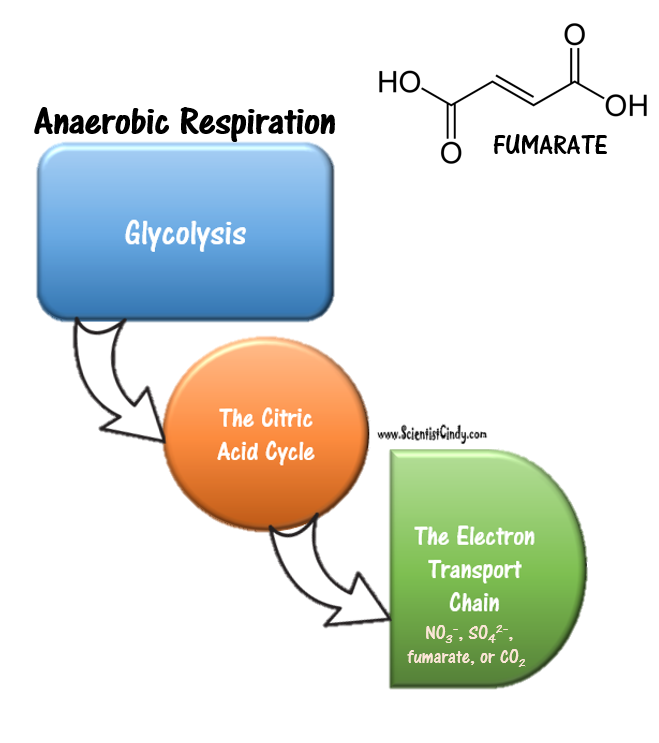 O
HO
OH
O
FUMARATE
Anaerobic Respiration
Glycolysis
The Citric
Acid Cycle
www.ScientistCindy.com
The Electron
Transport
Chain
NO₃⁻, SO₄²⁻,
fumarate, or CO₂